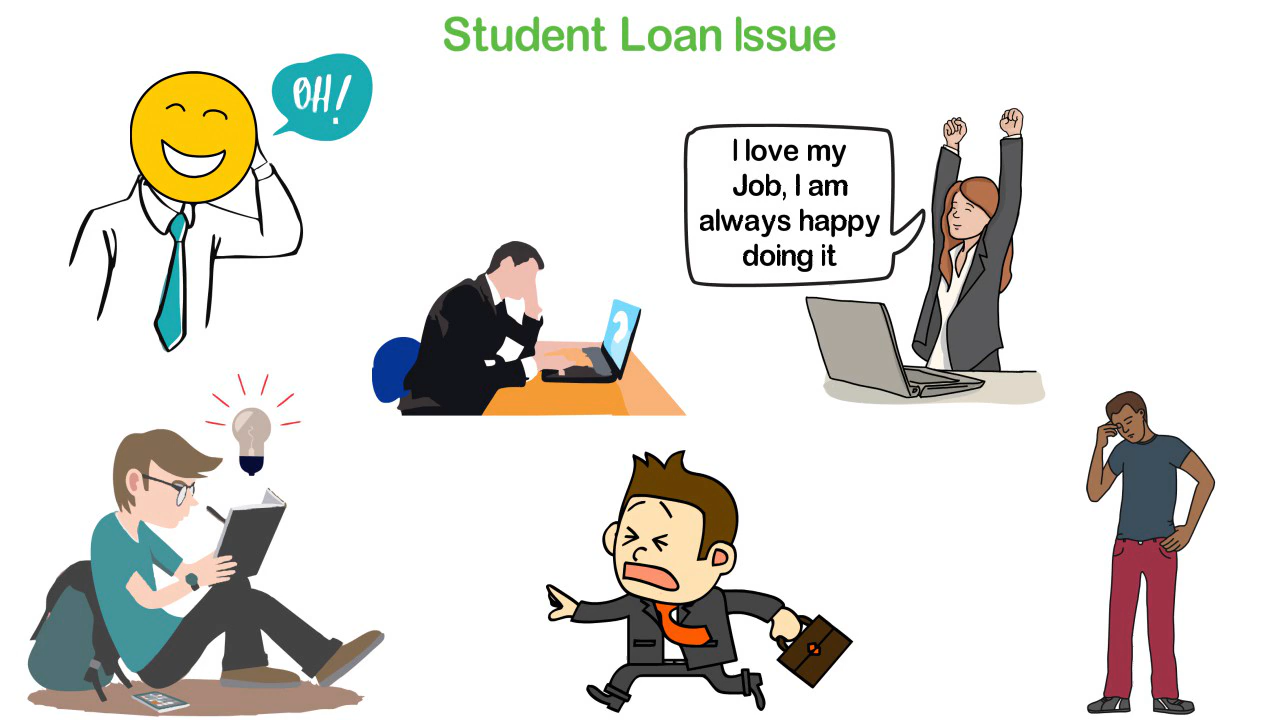 Student Loan Issue
OH!
I love my
Job, I am
always happy
doing it